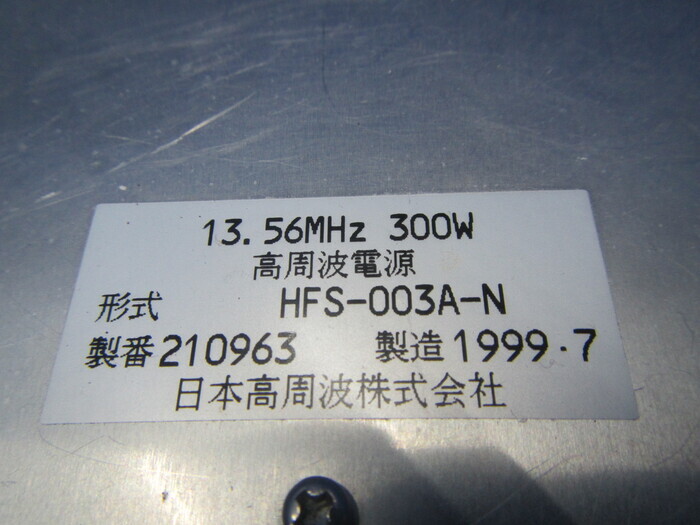 13.56MHz 300W
高周波電源
形式 HFS-003A-N
製番210963 製造1999.7
日本高周波株式会社